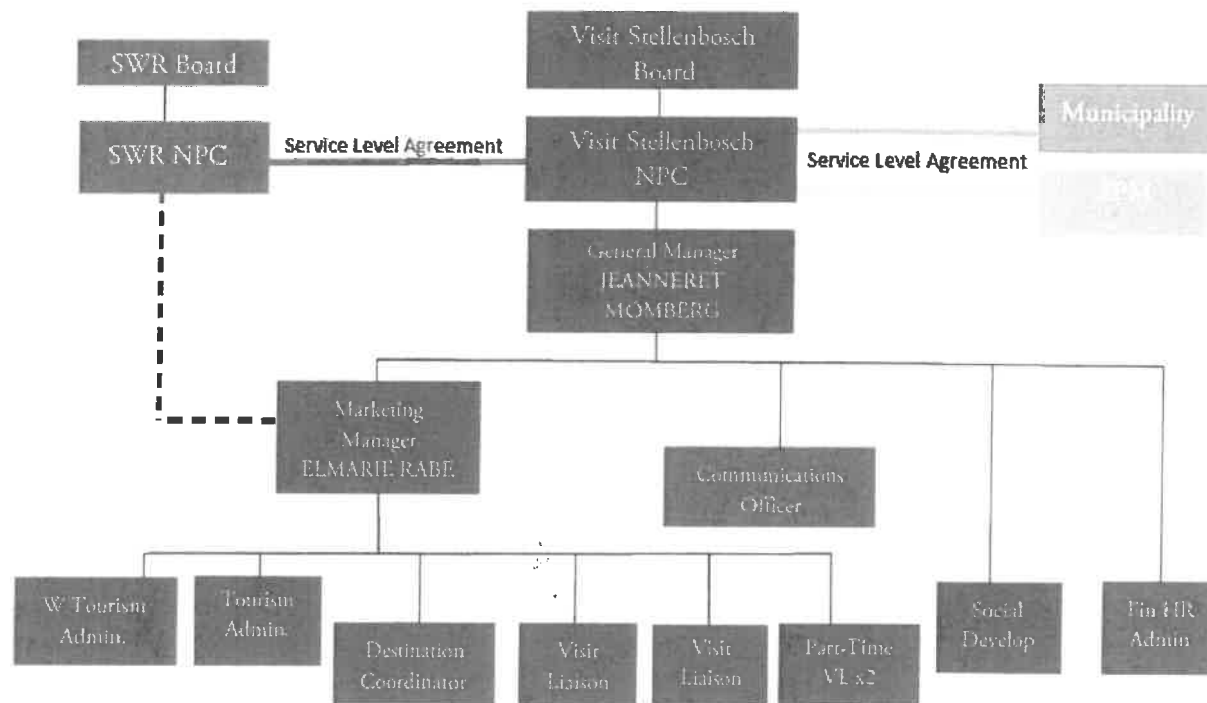 SWR Board
Visit Stellenbosch
Board
Municipality
SWR NPC
Service Level Agreement
Visit Stellenbosch
NPC
Service Level Agreement
General Manager
JEANNERET
MOMBERG
Marketing
Manager
ELMARIE RABE
Communications
Officer
W Tourism
Admin.
Tourism
Admin.
Destination
Coordinator
Visit
Liaison
Visit
Liaison
Part-Time
VL x2
Social
Develop
Fin HR
Admin